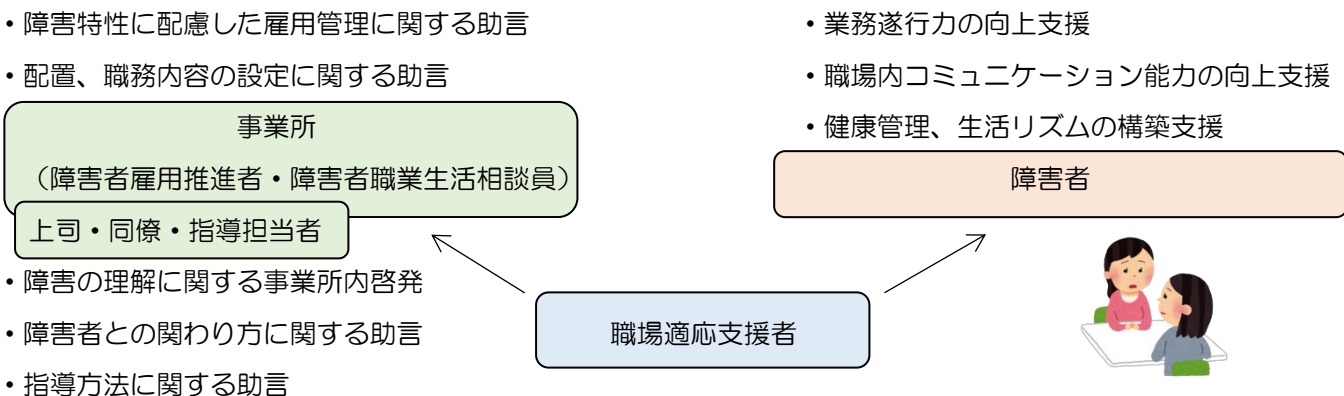 ・障害特性に配慮した雇用管理に関する助言
・配置、職務内容の設定に関する助言
事業所
（障害者雇用推進者・障害者職業生活相談員）
上司・同僚・指導担当者
・障害の理解に関する事業所内啓発
・障害者との関わり方に関する助言
・指導方法に関する助言
・業務遂行力の向上支援
・職場内コミュニケーション能力の向上支援
・健康管理、生活リズムの構築支援
障害者
職場適応支援者